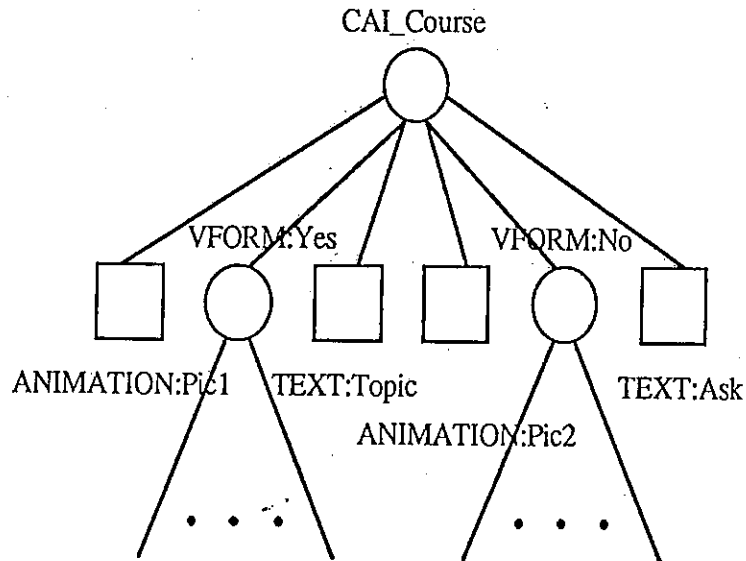 CAI_Course
VFORM:Yes
VFORM:No
ANIMATION:Pic1
TEXT:Topic
TEXT:Ask
ANIMATION:Pic2